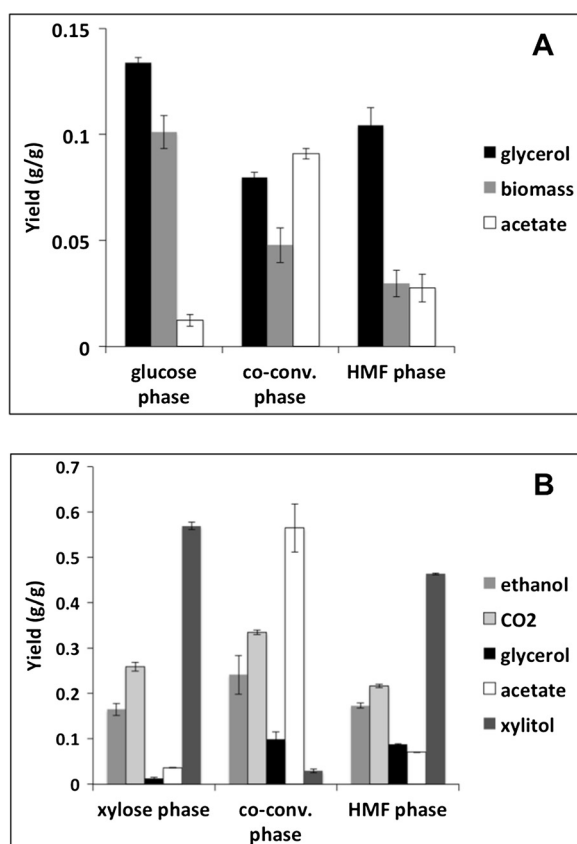 A
0.15
0.1
0.05
0
Yield (g/g)
glucose
phase
co-conv.
phase
HMF phase
glycerol
biomass
acetate
B
0.7
0.6
0.5
0.4
0.3
0.2
0.1
0
Yield (g/g)
xylose phase
co-conv.
phase
HMF phase
ethanol
CO2
glycerol
acetate
xylitol